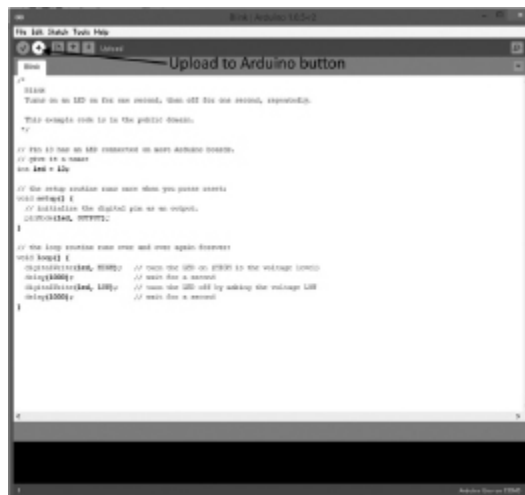 Blink | Arduino 1.0.5-r2
File Edit Sketch Tools Help
Upload
Upload to Arduino button
Blink
/*
Blink
Turns on an LED on for one second, then off for one second, repeatedly.
This example code is in the public domain.
*/
// Pin 13 has an LED connected on most Arduino boards.
// give it a name:
int led = 13;
// the setup routine runs once when you press reset:
void setup() {
// initialize the digital pin as an output.
pinMode(led, OUTPUT);
}
// the loop routine runs over and over again forever:
void loop() {
digitalWrite(led, HIGH); // turn the LED on (HIGH is the voltage level)
delay(1000); // wait for a second
digitalWrite(led, LOW); // turn the LED off by making the voltage LOW
delay(1000); // wait for a second
}
1
Arduino Uno on